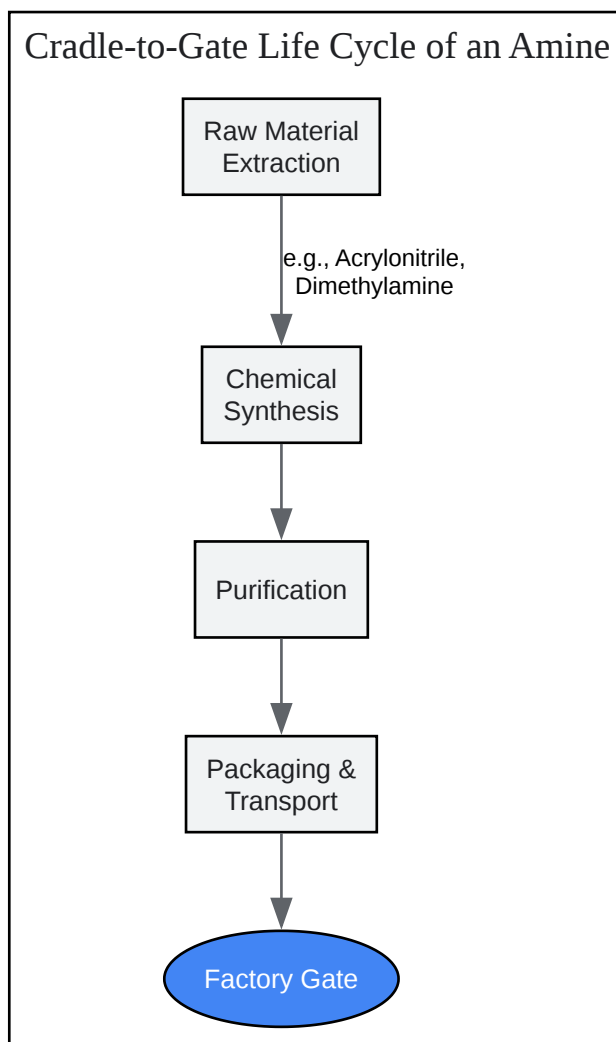 Cradle-to-Gate Life Cycle of an Amine
Raw Material
Extraction
e.g., Acrylonitrile,
Dimethylamine
Chemical
Synthesis
Purification
Packaging &
Transport
Factory Gate